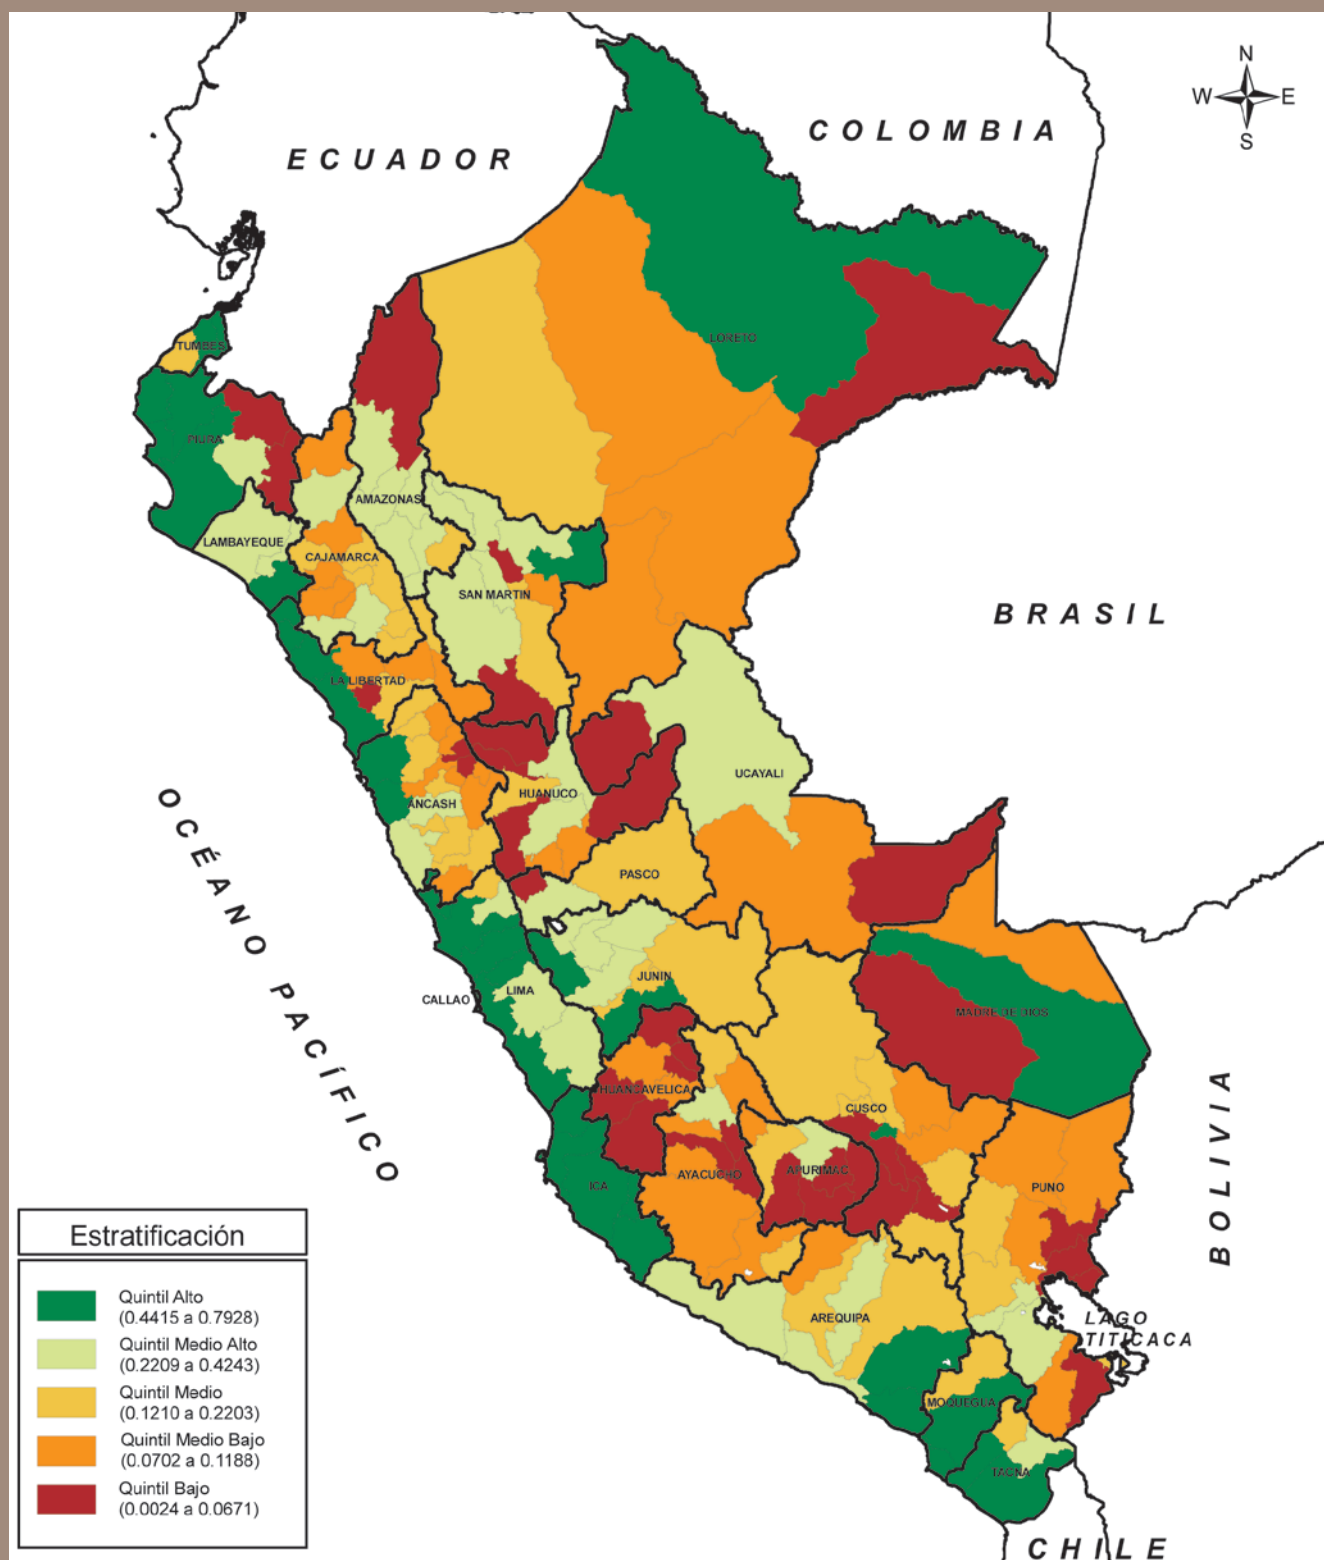 N
W E
S
COLOMBIA
ECUADOR
TUMBES
LORETO
PIURA
AMAZONAS
LAMBAYEQUE
CAJAMARCA
SAN MARTIN
BRASIL
LA LIBERTAD
UCAYALI
ANCASH
HUANUCO
PASCO
OCÉANO PACÍFICO
JUNIN
LIMA
CALLAO
MADRE DE DIOS
HUANCAVELICA
CUSCO
AYACUCHO
APURIMAC
ICA
PUNO
BOLIVIA
AREQUIPA
LAGO
TITICACA
MOQUEGUA
TACNA
CHILE
Estratificación
Quintil Alto
(0.4415 a 0.7928)
Quintil Medio Alto
(0.2209 a 0.4243)
Quintil Medio
(0.1210 a 0.2203)
Quintil Medio Bajo
(0.0702 a 0.1188)
Quintil Bajo
(0.0024 a 0.0671)